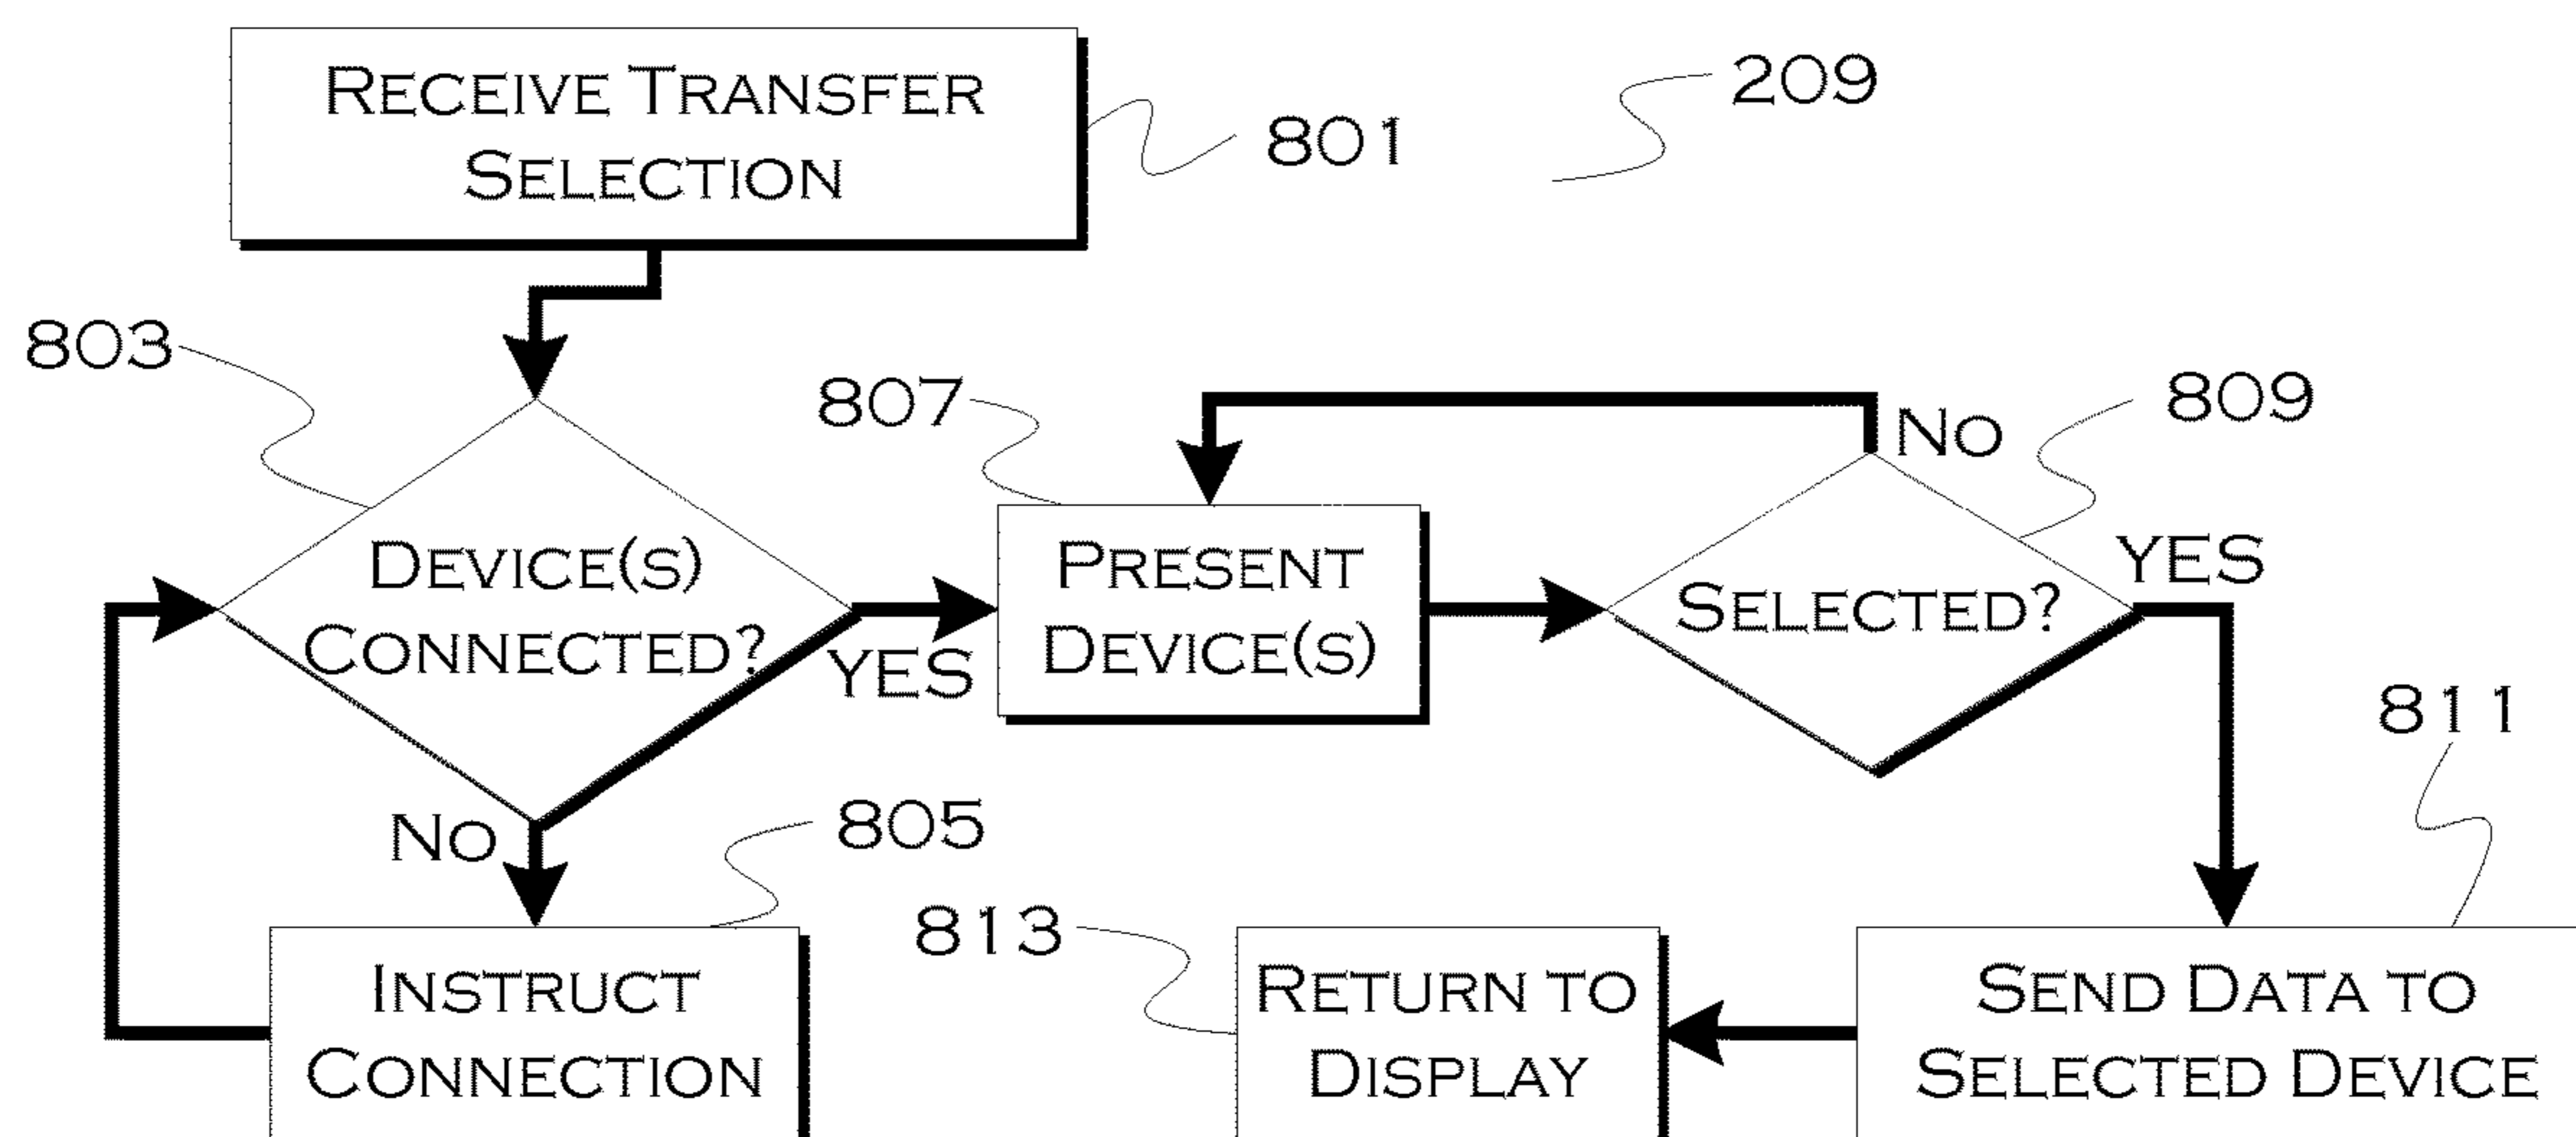 RECEIVE TRANSFER
SELECTION
801
209
803
DEVICE(S)
CONNECTED?
YES
NO
807
PRESENT
DEVICE(S)
NO
809
SELECTED?
YES
805
INSTRUCT
CONNECTION
811
SEND DATA TO
SELECTED DEVICE
813
RETURN TO
DISPLAY